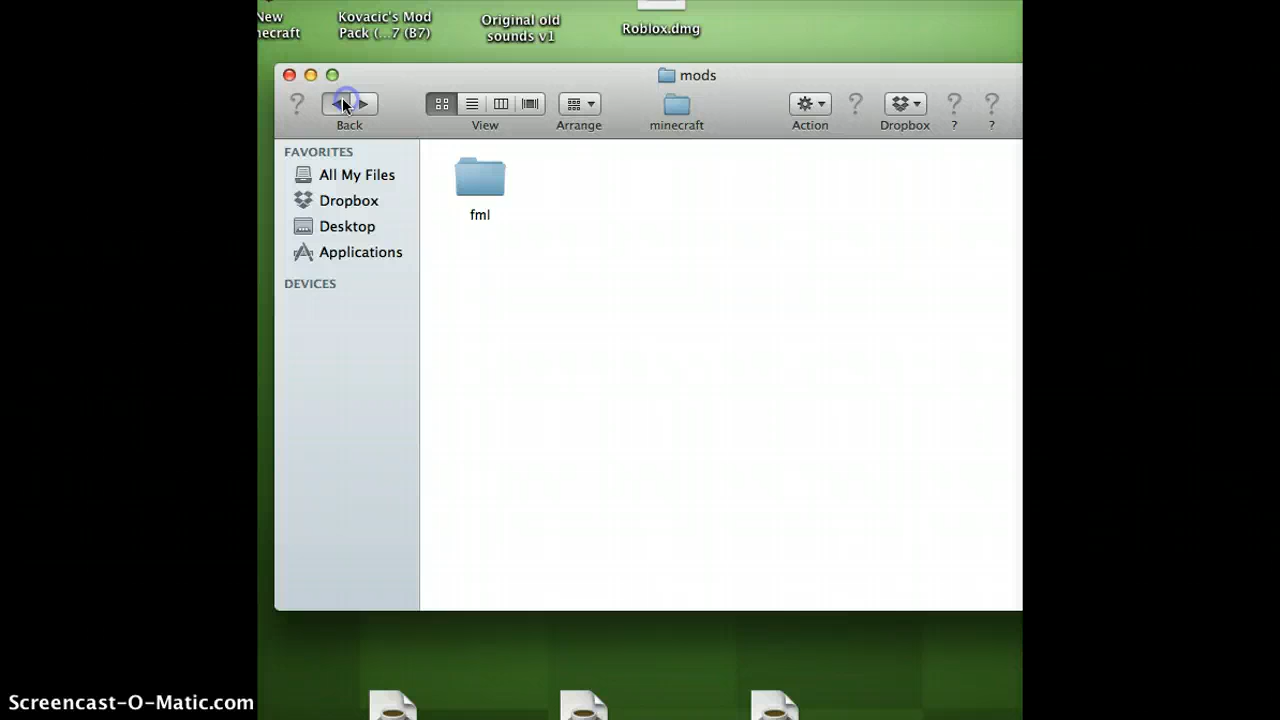 New
necraft
Kovacic's Mod
Pack (...7 (B7)
Original old
sounds v1
Roblox.dmg
mods
? ? ? ?
Back
View
Arrange
minecraft
Action
Dropbox
?
?
FAVORITES
All My Files
Dropbox
Desktop
Applications
DEVICES
fml
Screencast-O-Matic.com